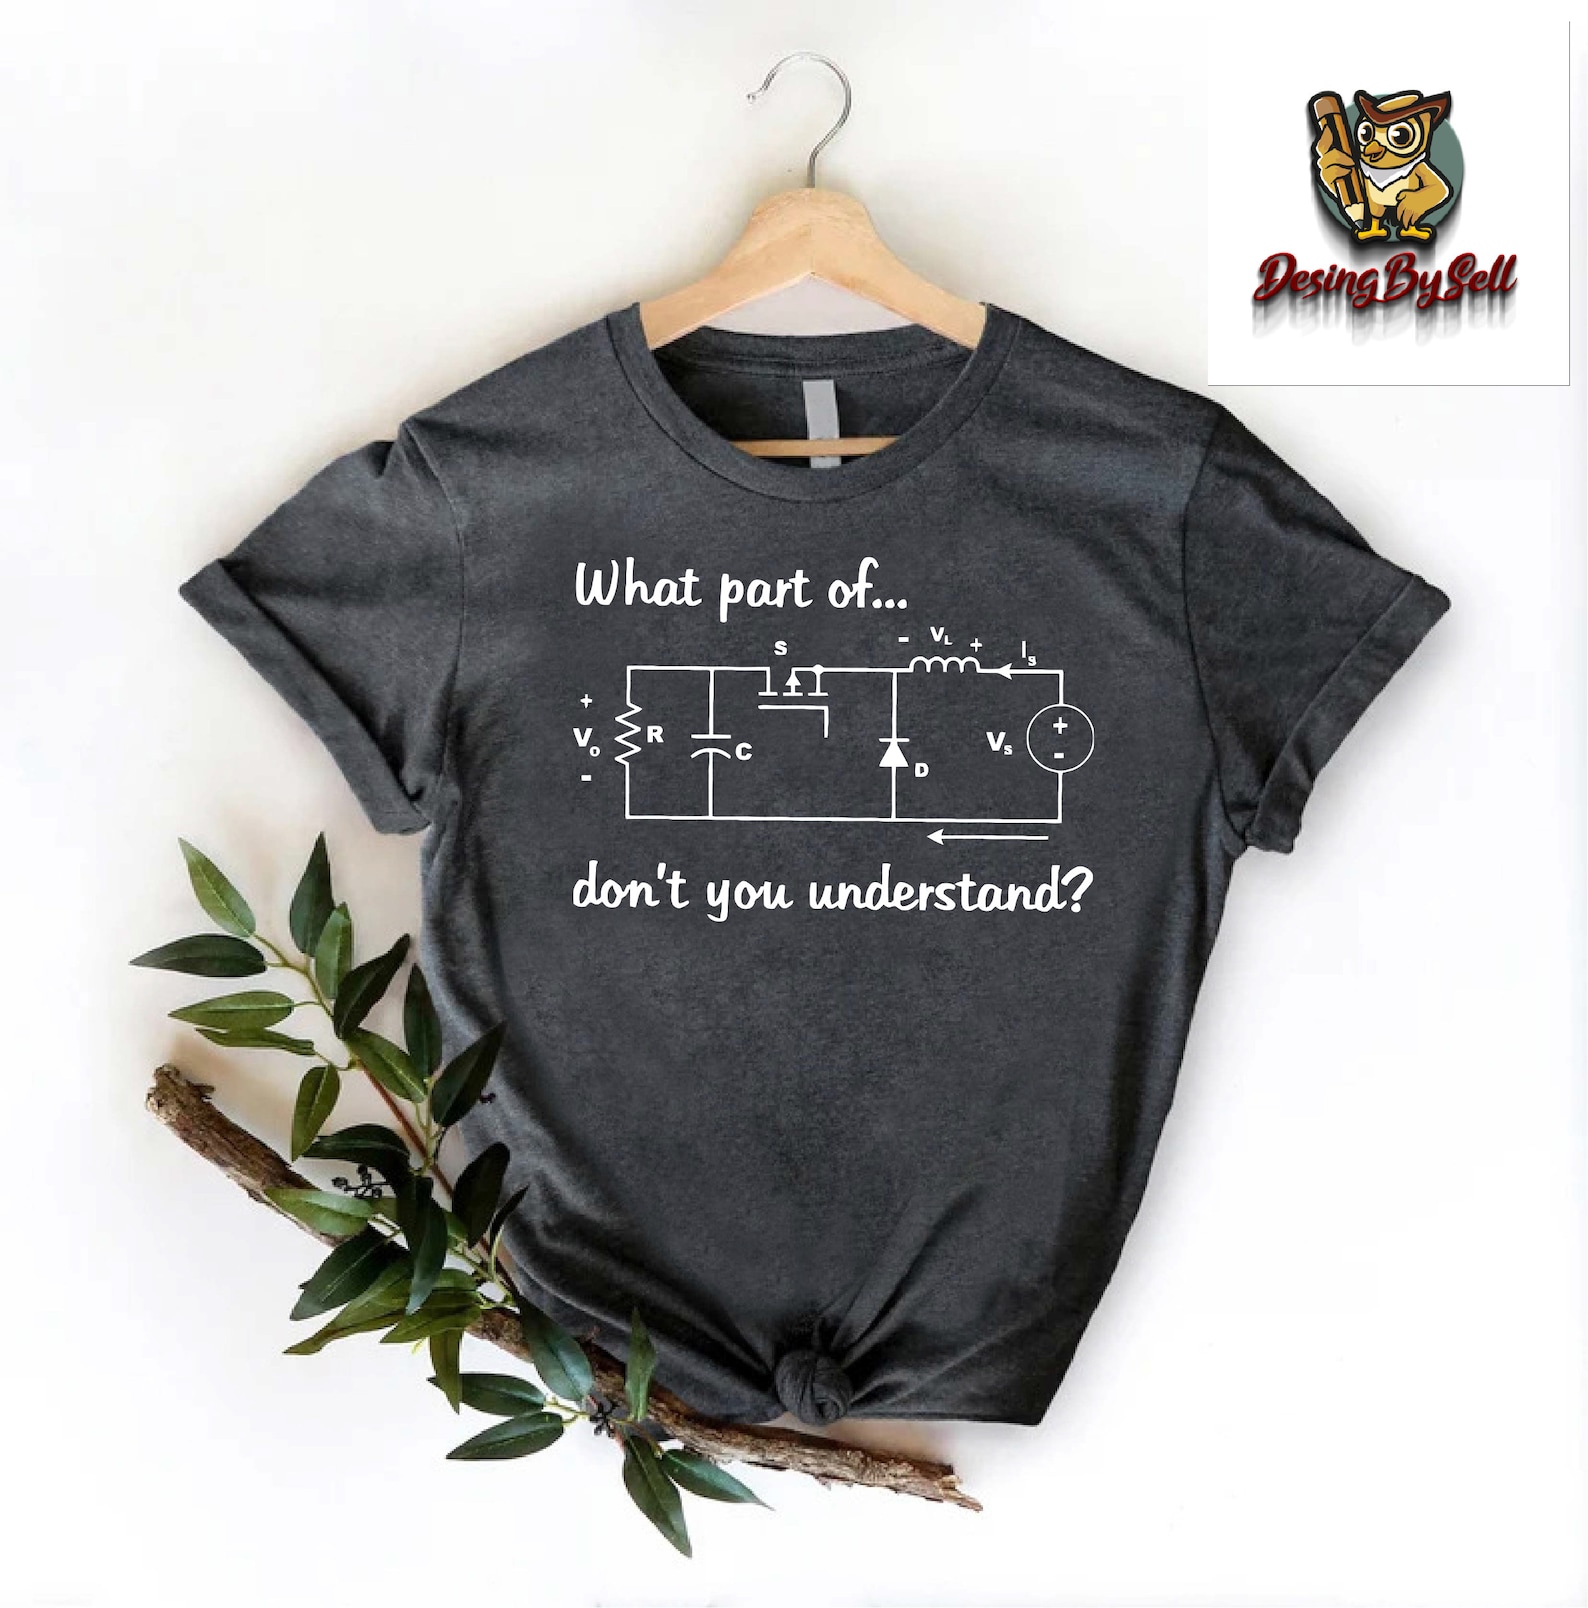 DesingBySell
What part of...
S
- VL +
Is
+
Vo
-
R
C
D
Vs
+
-
don't you understand?